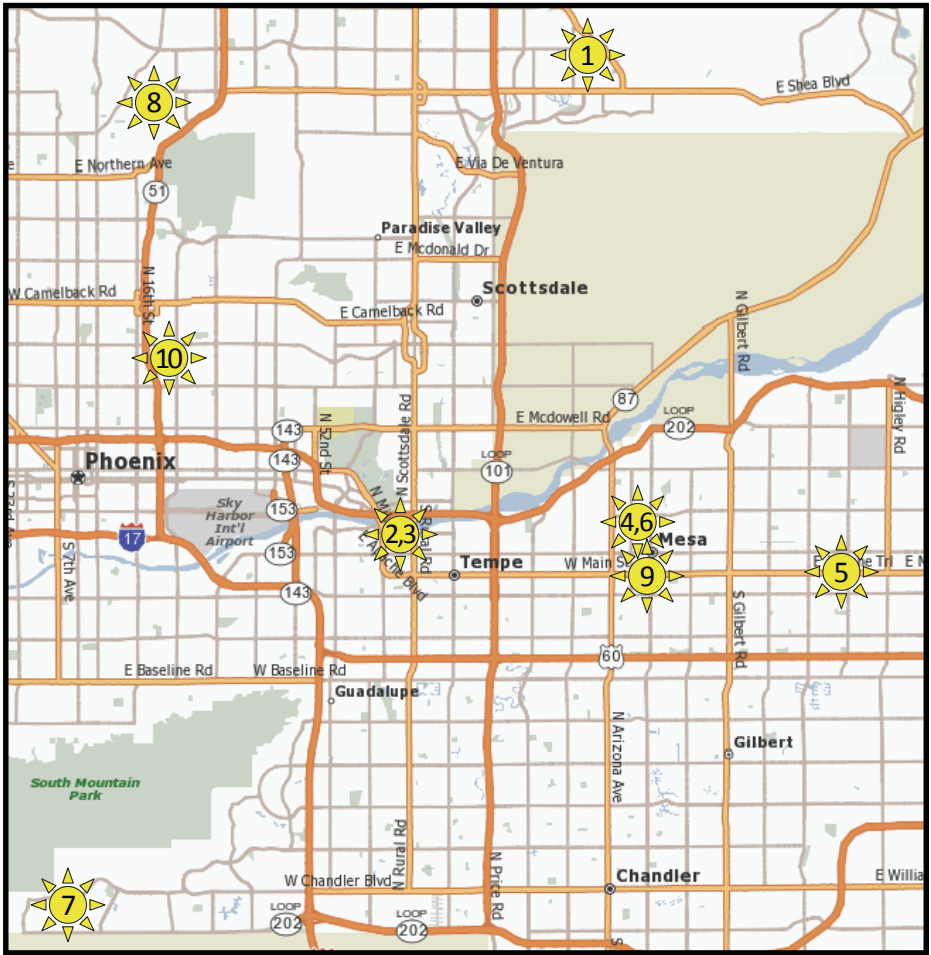 1
E Shea Blvd
8
E Northern Ave
E Via De Ventura
51
Paradise Valley
E Mcdonald Dr
N 16th St
W Camelback Rd
Scottsdale
E Camelback Rd
N Gilbert Rd
10
87
N Higley Rd
N Scottsdale Rd
E Mcdowell Rd
LOOP
202
N 52nd St
143
Phoenix
143
LOOP
101
Sky
Harbor
Int'l
Airport
153
2,3
4,6
Mesa
17
153
S 7th Ave
Tempe
W Main
9
5
143
S Gilbert Rd
60
E Baseline Rd
W Baseline Rd
Guadalupe
N Arizona Ave
Gilbert
South Mountain
Park
N Rural Rd
N Price Rd
W Chandler Blvd
Chandler
E Willia
7
LOOP
202
LOOP
202